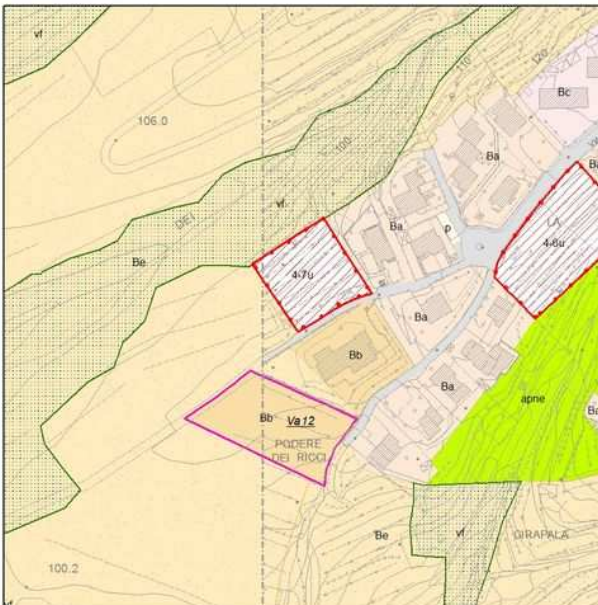 vf
120
110
Bc
106.0
Ba
Ba
100
vf
DEI
Ba
P
LA
4-6u
Be
4-7u
Ba
Bb
Ba
apne
Ba
Bb
Va12
PODERE
DEI RICCI
Be
vf
GIRAPALA
100.2
vf